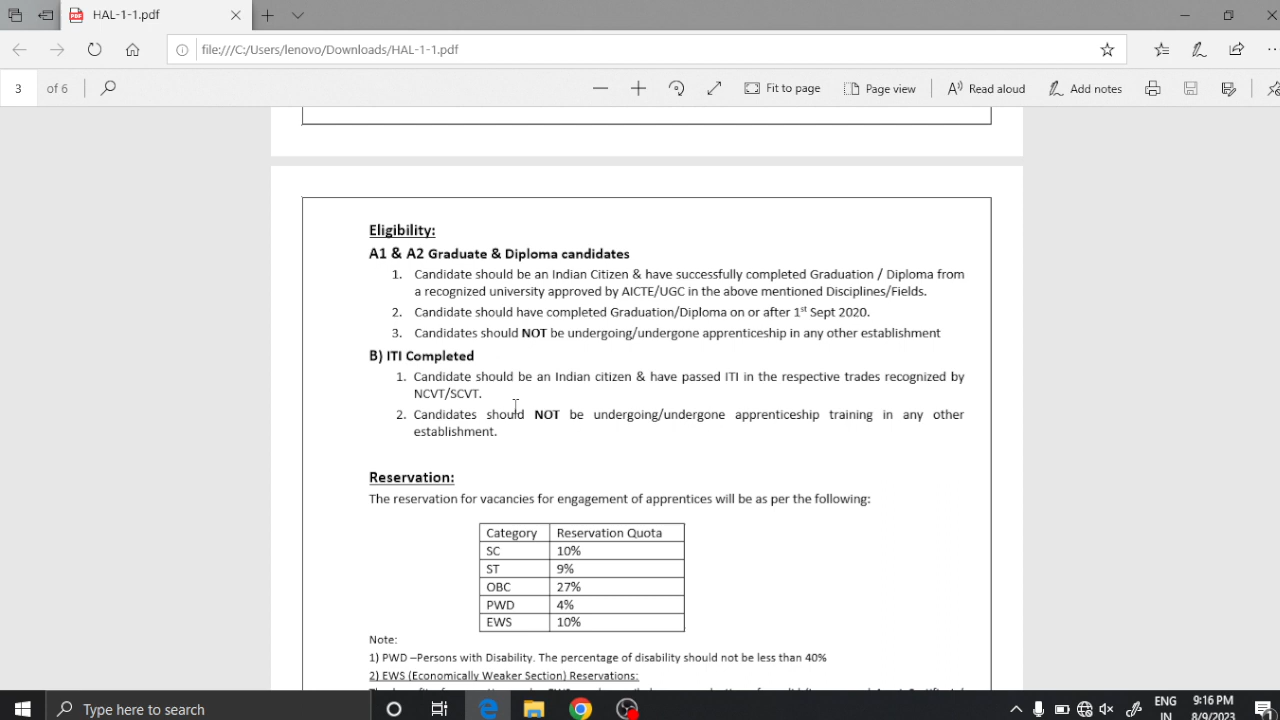 HAL-1-1.pdf
file:///C:/Users/lenovo/Downloads/HAL-1-1.pdf
3 of 6 Fit to page Page view Read aloud Add notes
Eligibility:
A1 & A2 Graduate & Diploma candidates
1. Candidate should be an Indian Citizen & have successfully completed Graduation / Diploma from
a recognized university approved by AICTE/UGC in the above mentioned Disciplines/Fields.
2. Candidate should have completed Graduation/Diploma on or after 1st Sept 2020.
3. Candidates should NOT be undergoing/undergone apprenticeship in any other establishment
B) ITI Completed
1. Candidate should be an Indian citizen & have passed ITI in the respective trades recognized by
NCVT/SCVT.
2. Candidates should NOT be undergoing/undergone apprenticeship training in any other
establishment.
Reservation:
The reservation for vacancies for engagement of apprentices will be as per the following:
Category Reservation Quota
SC 10%
ST 9%
OBC 27%
PWD 4%
EWS 10%
Note:
1) PWD –Persons with Disability. The percentage of disability should not be less than 40%
2) EWS (Economically Weaker Section) Reservations:
Type here to search
ENG
IN
9:16 PM
8/9/2023